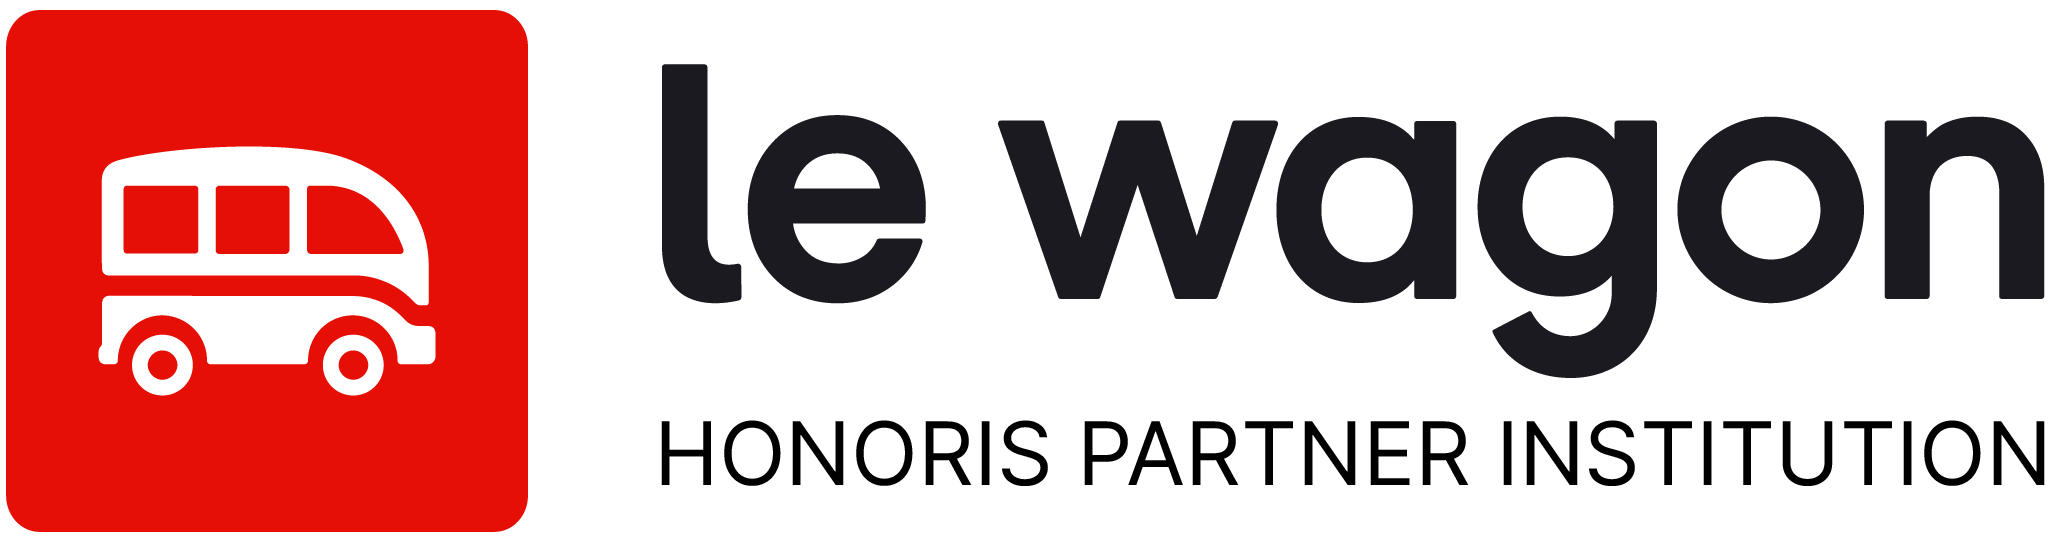 le wagon
HONORIS PARTNER INSTITUTION